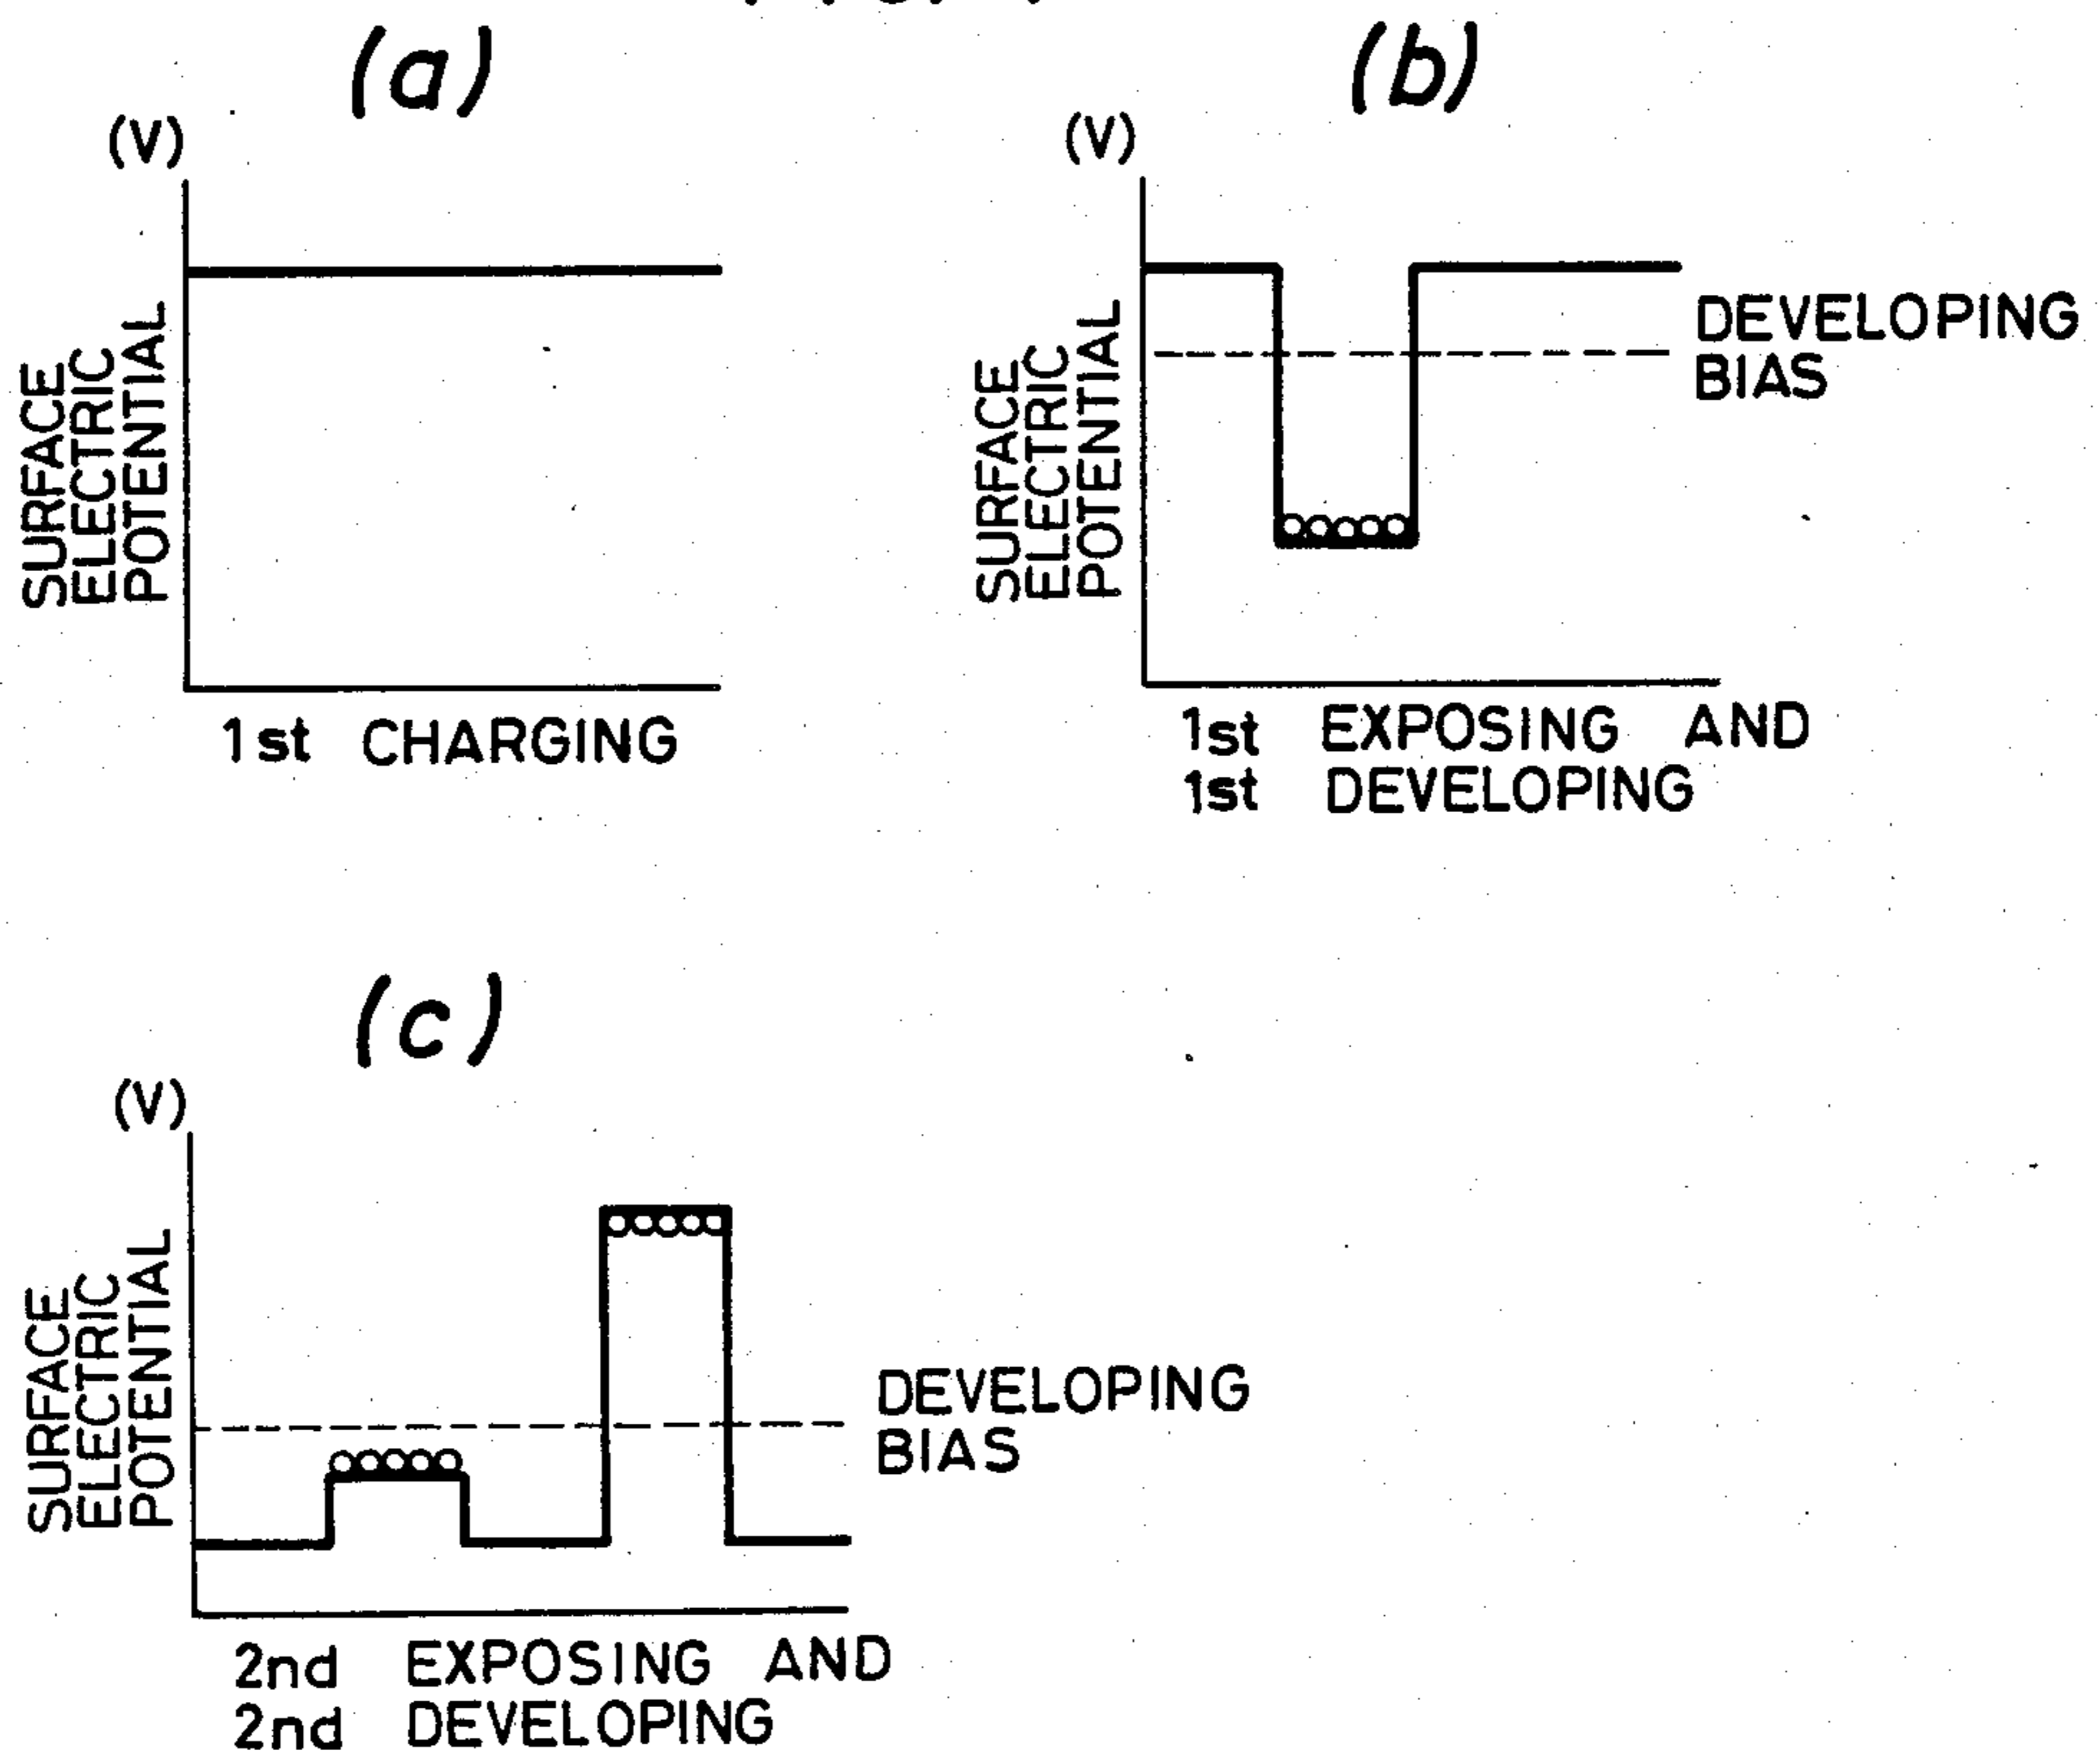 (a)
(V)
SURFACE
ELECTRIC
POTENTIAL
1st CHARGING
(b)
(V)
SURFACE
ELECTRIC
POTENTIAL
DEVELOPING
BIAS
1st EXPOSING AND
1st DEVELOPING
(c)
(V)
SURFACE
ELECTRIC
POTENTIAL
DEVELOPING
BIAS
2nd EXPOSING AND
2nd DEVELOPING